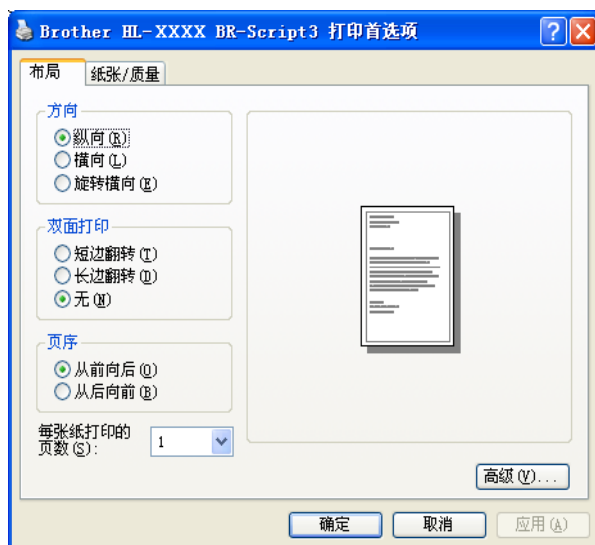 Brother HL-XXXX BR-Script3 打印首选项
布局
纸张/质量
方向
纵向(R)
横向(L)
旋转横向(E)
双面打印
短边翻转(T)
长边翻转(D)
无(N)
页序
从前向后(O)
从后向前(B)
每张纸打印的
页数(S):
1
高级(V)...
确定
取消
应用(A)